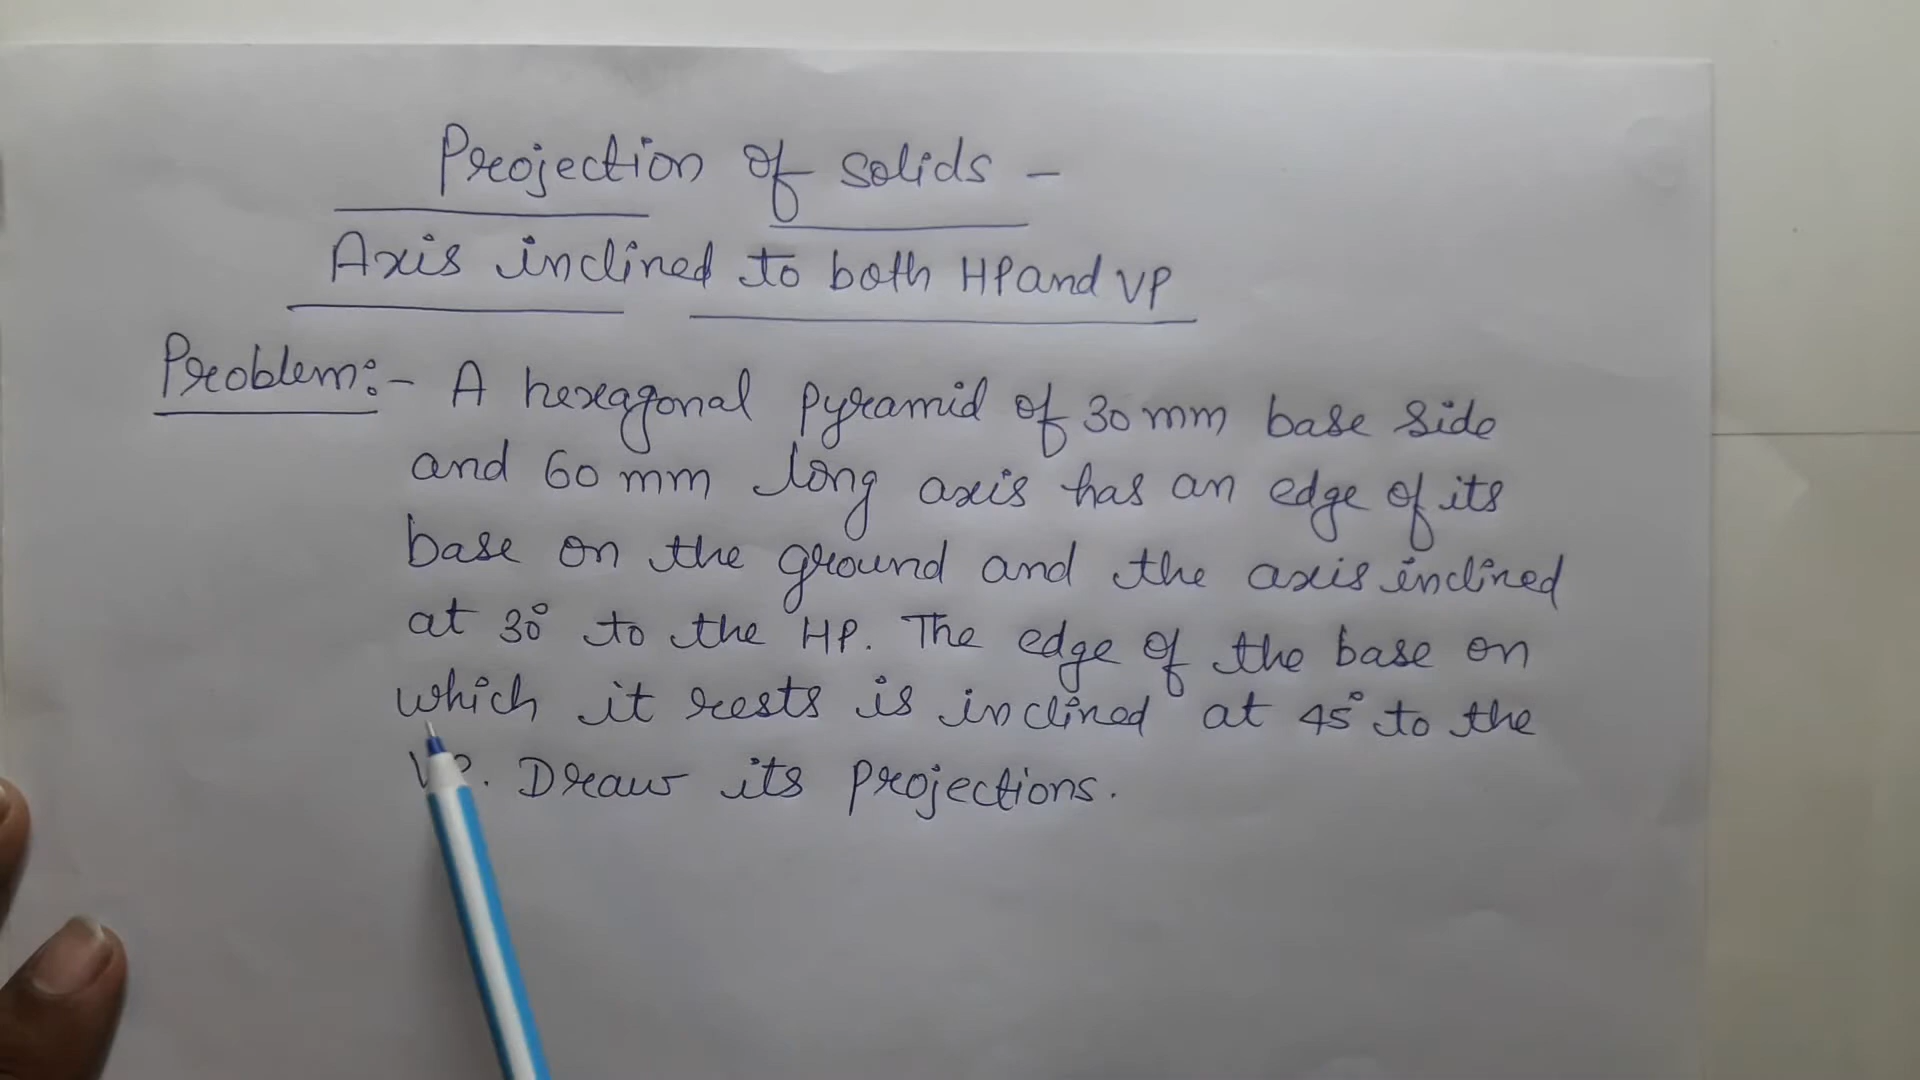 Projection of solids -
Axis inclined to both HP and VP
Problem:- A hexagonal pyramid of 30 mm base side
and 60 mm long axis has an edge of its
base on the ground and the axis inclined
at 30° to the HP. The edge of the base on
which it rests is inclined at 45° to the
VP. Draw its projections.